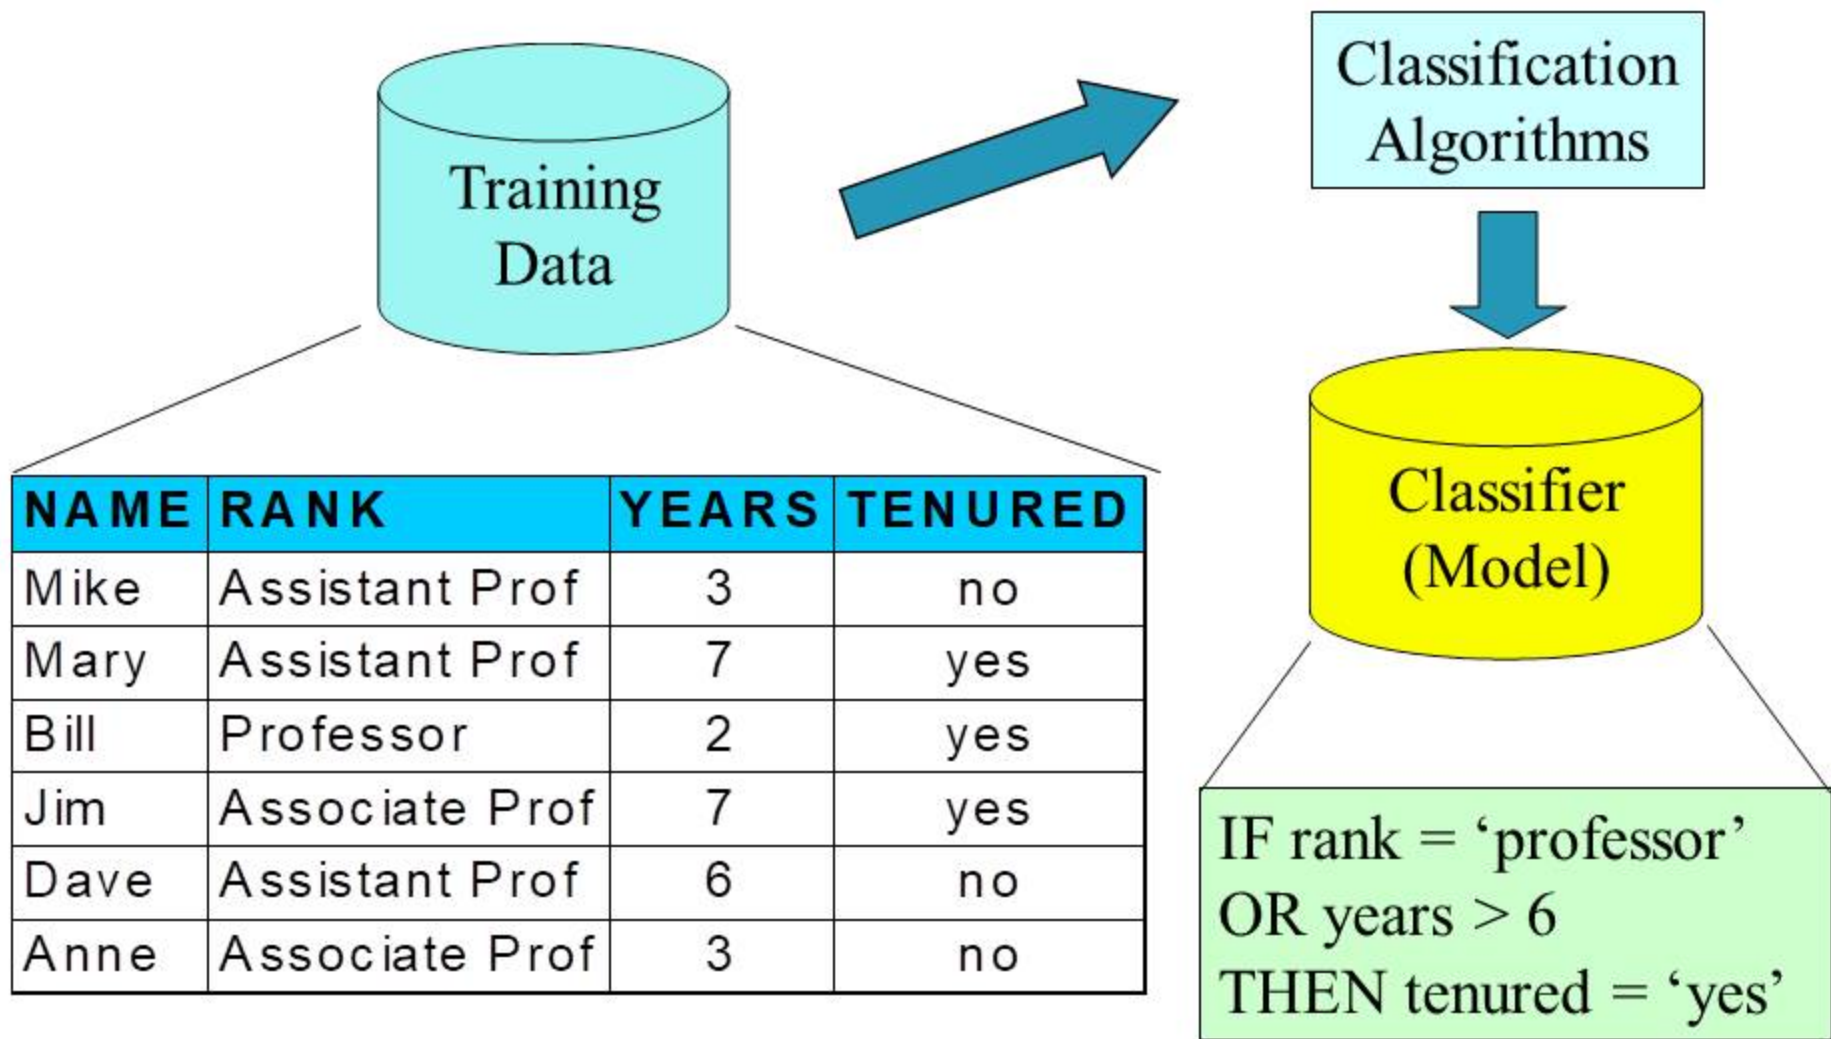 Training
Data
Classification
Algorithms
Classifier
(Model)
NAME RANK YEARS TENURED
Mike Assistant Prof 3 no
Mary Assistant Prof 7 yes
Bill Professor 2 yes
Jim Associate Prof 7 yes
Dave Assistant Prof 6 no
Anne Associate Prof 3 no
IF rank = ‘professor’
OR years > 6
THEN tenured = ‘yes’